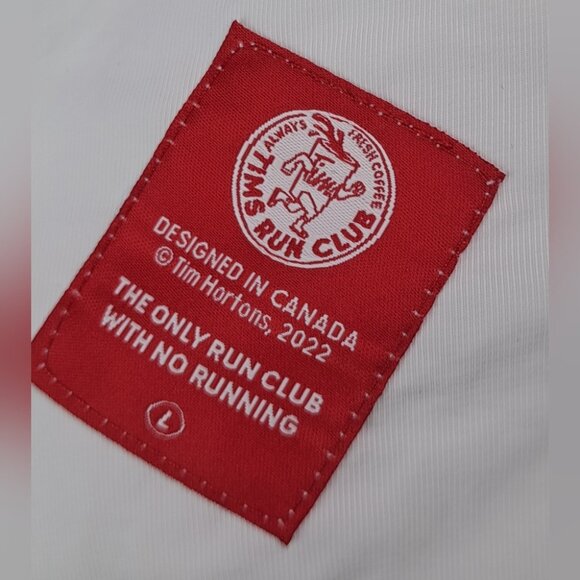 ALWAYS FRESH COFFEE
Tims
TIMS RUN CLUB
DESIGNED IN CANADA
© Tim Hortons, 2022
THE ONLY RUN CLUB
WITH NO RUNNING
L